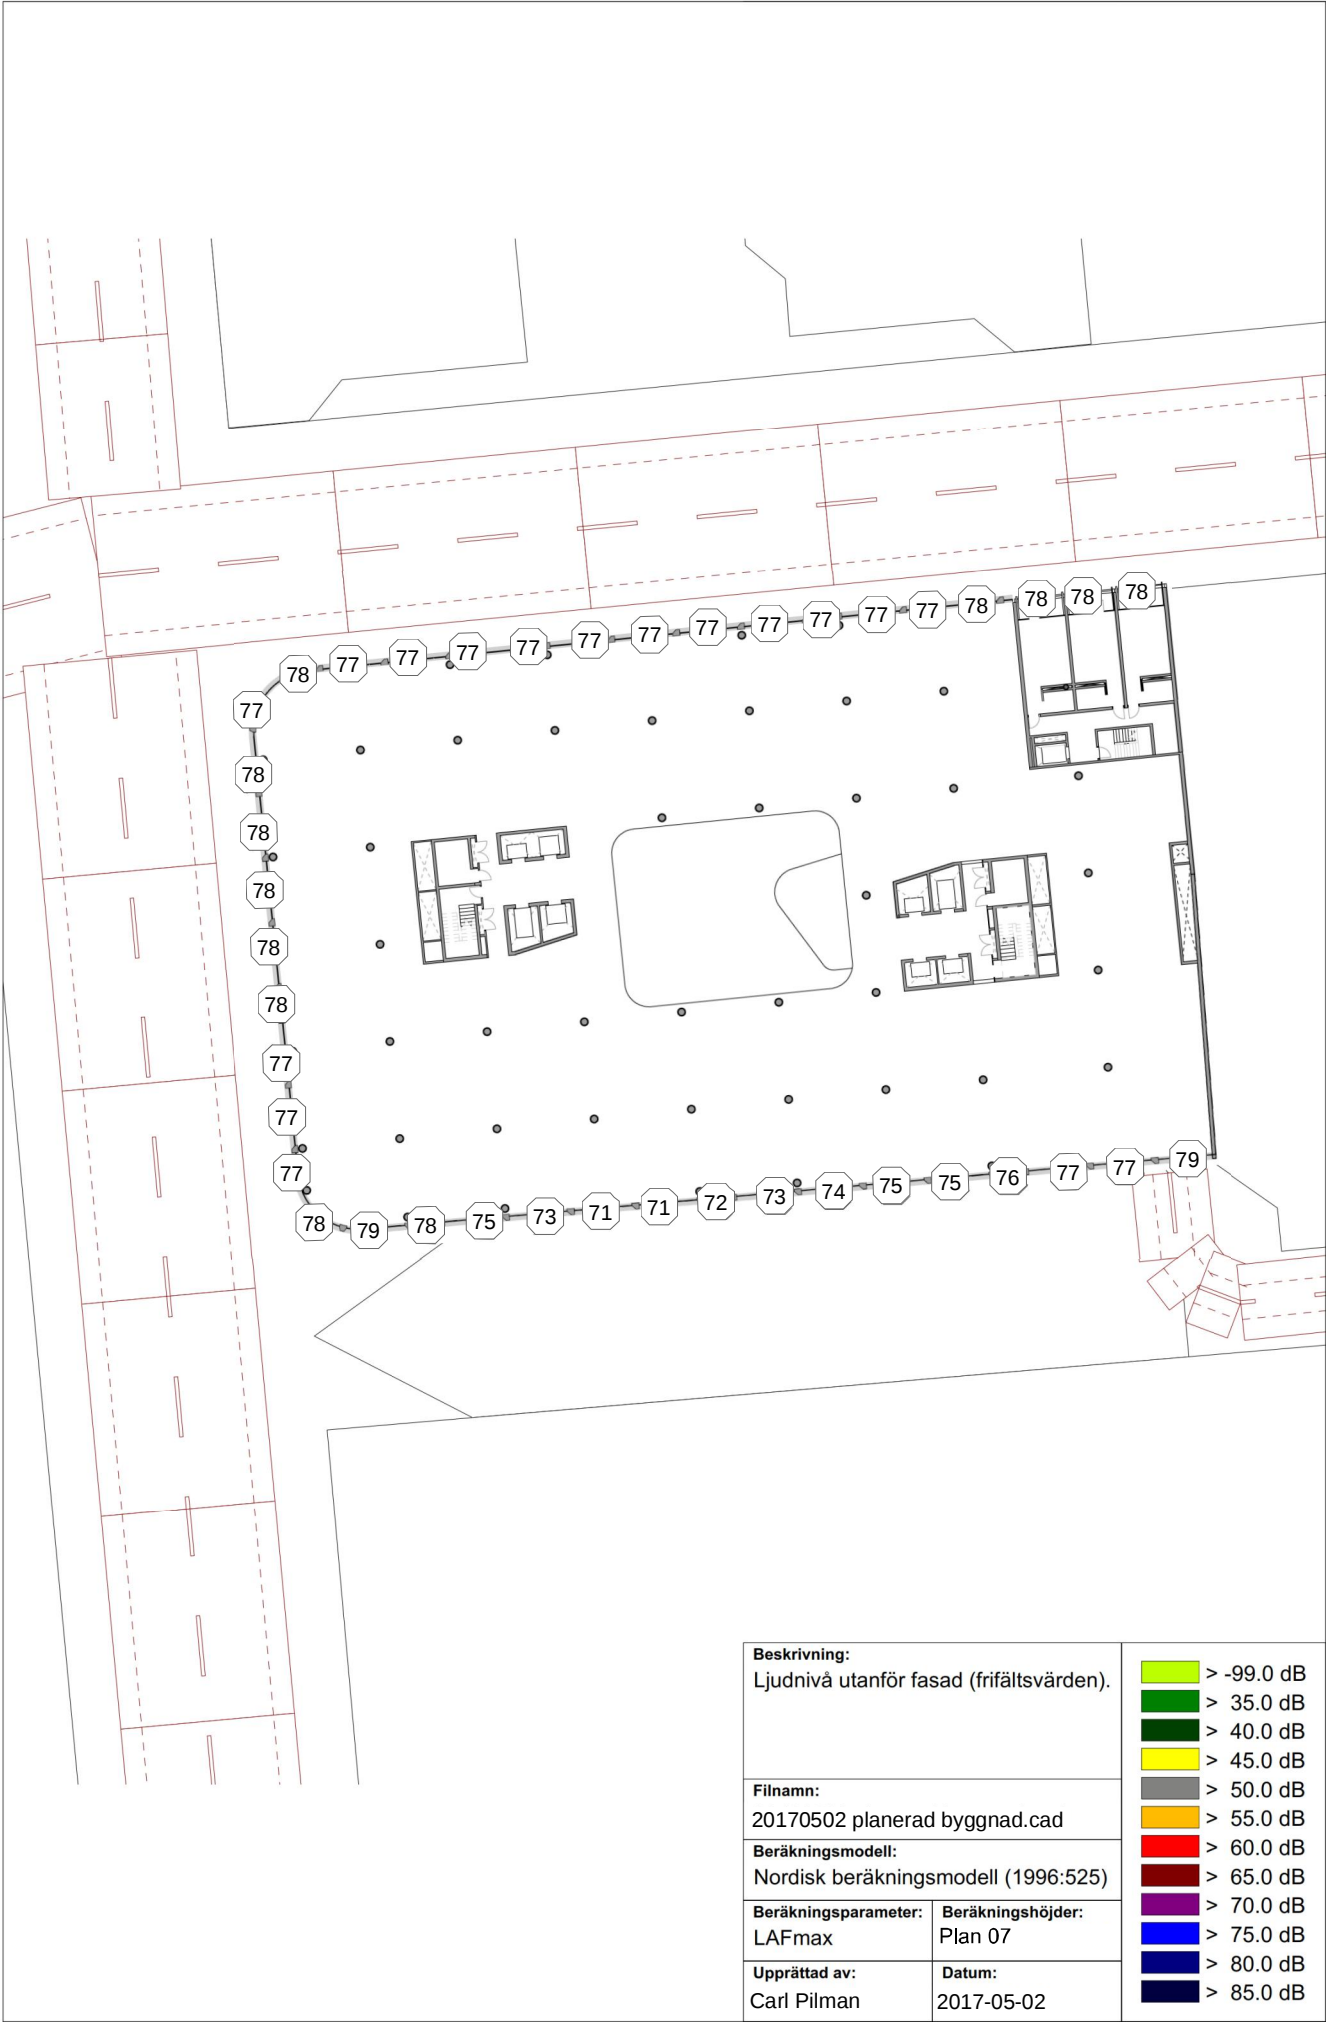 78 78 78
77 77 77 78
77 77 77 77 77
78 77 77 77 77
77
78
78
78
78
78
77
77
77
78 79 78 75 73 71 71 72 73 74 75 75 76 77 77 79
Beskrivning:
Ljudnivå utanför fasad (frifältsvärden).
Filnamn:
20170502 planerad byggnad.cad
Beräkningsmodell:
Nordisk beräkningsmodell (1996:525)
Beräkningsparameter:
LAFmax
Beräkningshöjder:
Plan 07
Upprättad av:
Carl Pilman
Datum:
2017-05-02
> -99.0 dB
> 35.0 dB
> 40.0 dB
> 45.0 dB
> 50.0 dB
> 55.0 dB
> 60.0 dB
> 65.0 dB
> 70.0 dB
> 75.0 dB
> 80.0 dB
> 85.0 dB